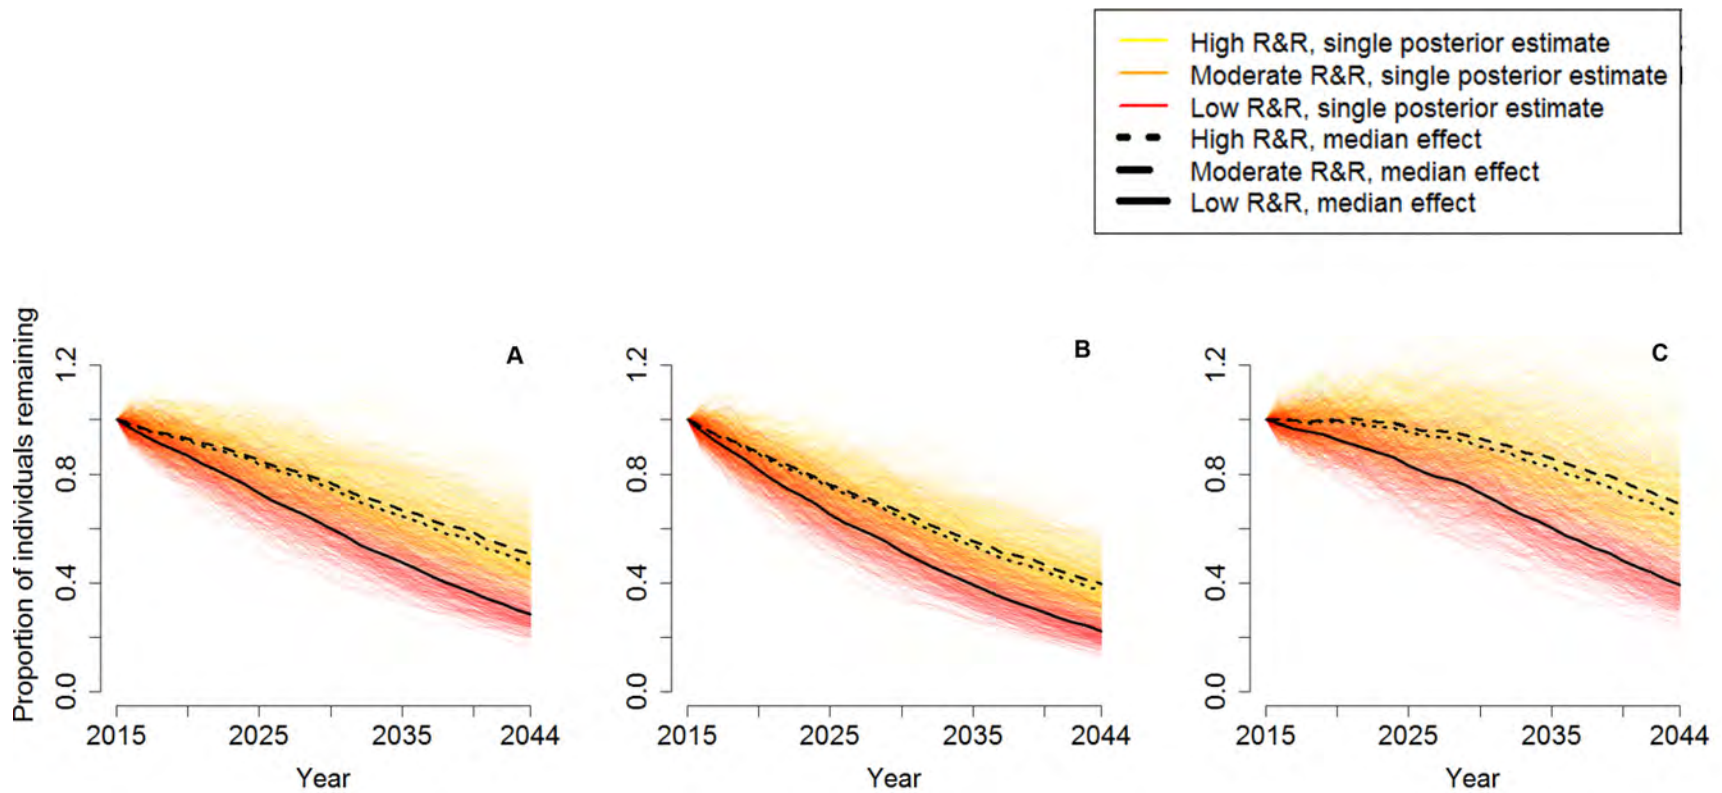 High R&R, single posterior estimate
Moderate R&R, single posterior estimate
Low R&R, single posterior estimate
High R&R, median effect
Moderate R&R, median effect
Low R&R, median effect
Proportion of individuals remaining
A
1.2
0.8
0.4
0.0
2015 2025 2035 2044
Year
B
1.2
0.8
0.4
0.0
2015 2025 2035 2044
Year
C
1.2
0.8
0.4
0.0
2015 2025 2035 2044
Year